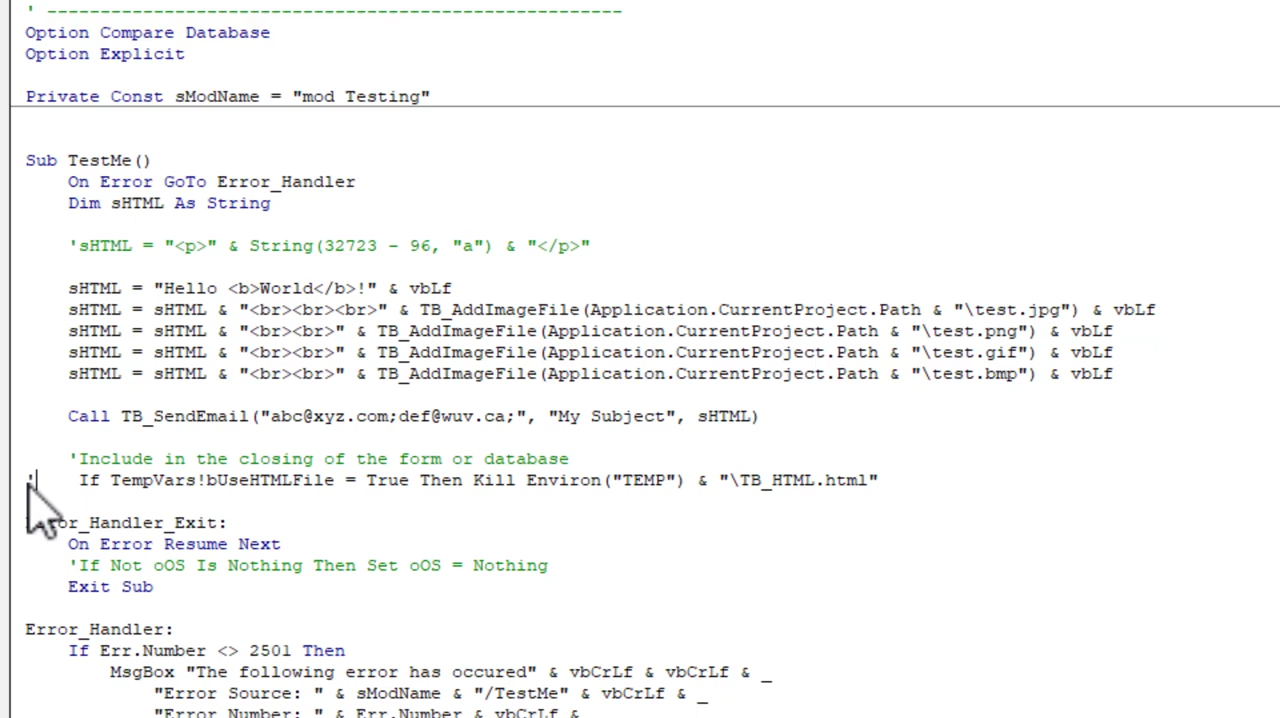 ' ------------------------------------------------------
Option Compare Database
Option Explicit
Private Const sModName = "mod Testing"
Sub TestMe()
On Error GoTo Error_Handler
Dim sHTML As String
'sHTML = "<p>" & String(32723 - 96, "a") & "</p>"
sHTML = "Hello <b>World</b>!" & vbLf
sHTML = sHTML & "<br><br><br>" & TB_AddImageFile(Application.CurrentProject.Path & "\test.jpg") & vbLf
sHTML = sHTML & "<br><br>" & TB_AddImageFile(Application.CurrentProject.Path & "\test.png") & vbLf
sHTML = sHTML & "<br><br>" & TB_AddImageFile(Application.CurrentProject.Path & "\test.gif") & vbLf
sHTML = sHTML & "<br><br>" & TB_AddImageFile(Application.CurrentProject.Path & "\test.bmp") & vbLf
Call TB_SendEmail("abc@xyz.com;def@wuv.ca;", "My Subject", sHTML)
'Include in the closing of the form or database
' If TempVars!bUseHTMLFile = True Then Kill Environ("TEMP") & "\TB_HTML.html"
Error_Handler_Exit:
On Error Resume Next
'If Not oOS Is Nothing Then Set oOS = Nothing
Exit Sub
Error_Handler:
If Err.Number <> 2501 Then
MsgBox "The following error has occured" & vbCrLf & vbCrLf & _
"Error Source: " & sModName & "/TestMe" & vbCrLf & _
"Error Number: " & Err.Number & vbCrLf &